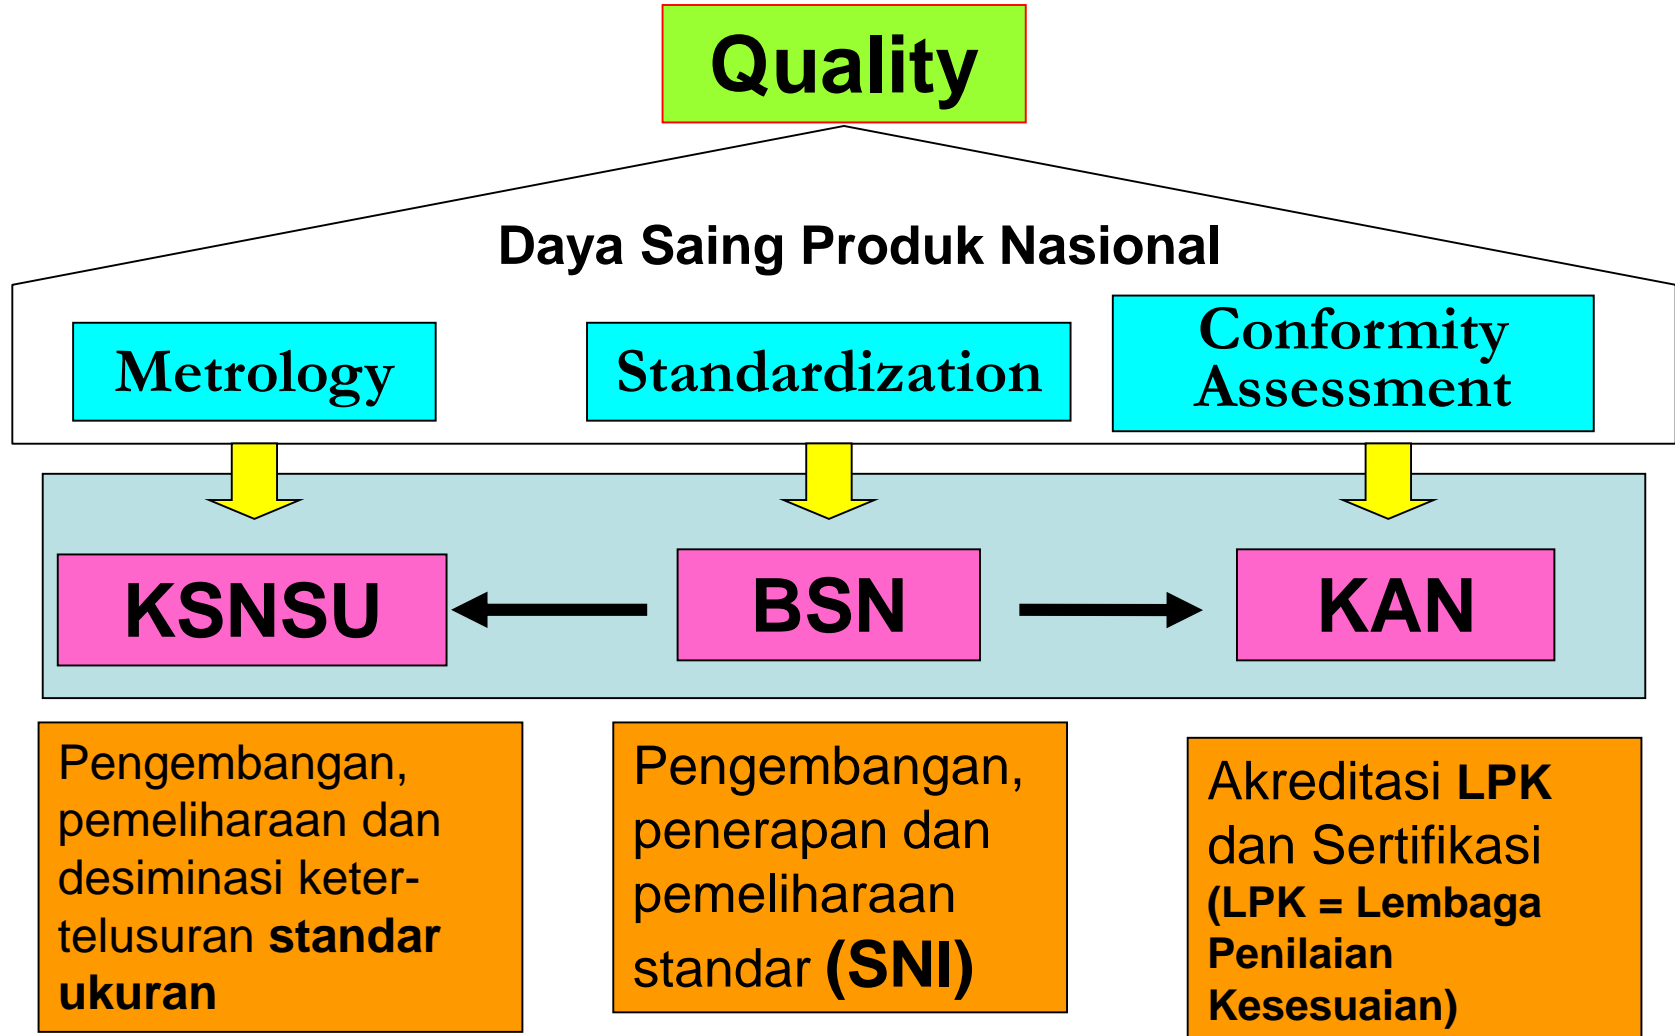 Quality
Daya Saing Produk Nasional
Metrology
Standardization
Conformity
Assessment
KSNSU
BSN
KAN
Pengembangan,
pemeliharaan dan
desiminasi keter-
telusuran standar
ukuran
Pengembangan,
penerapan dan
pemeliharaan
standar (SNI)
Akreditasi LPK
dan Sertifikasi
(LPK = Lembaga
Penilaian
Kesesuaian)